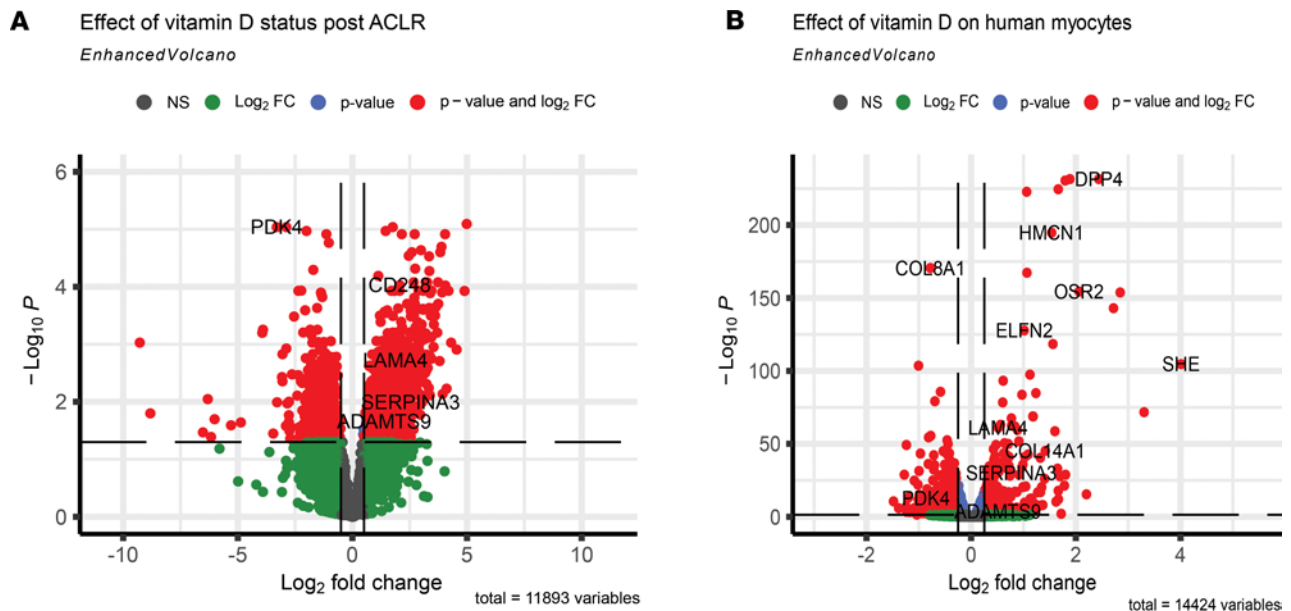 A Effect of vitamin D status post ACLR
EnhancedVolcano
NS Log2 FC p-value p – value and log2 FC
6
4
2
0
–Log10 P
PDK4
CD248
LAMA4
SERPINA3
ADAMTS9
-10 -5 0 5 10
Log2 fold change
total = 11893 variables
B Effect of vitamin D on human myocytes
EnhancedVolcano
NS Log2 FC p-value p – value and log2 FC
200
150
100
50
0
–Log10 P
DPP4
HMCN1
COL8A1
OSR2
ELFN2
SHE
LAMA4
COL14A1
SERPINA3
PDK4
ADAMTS9
-2 0 2 4
Log2 fold change
total = 14424 variables